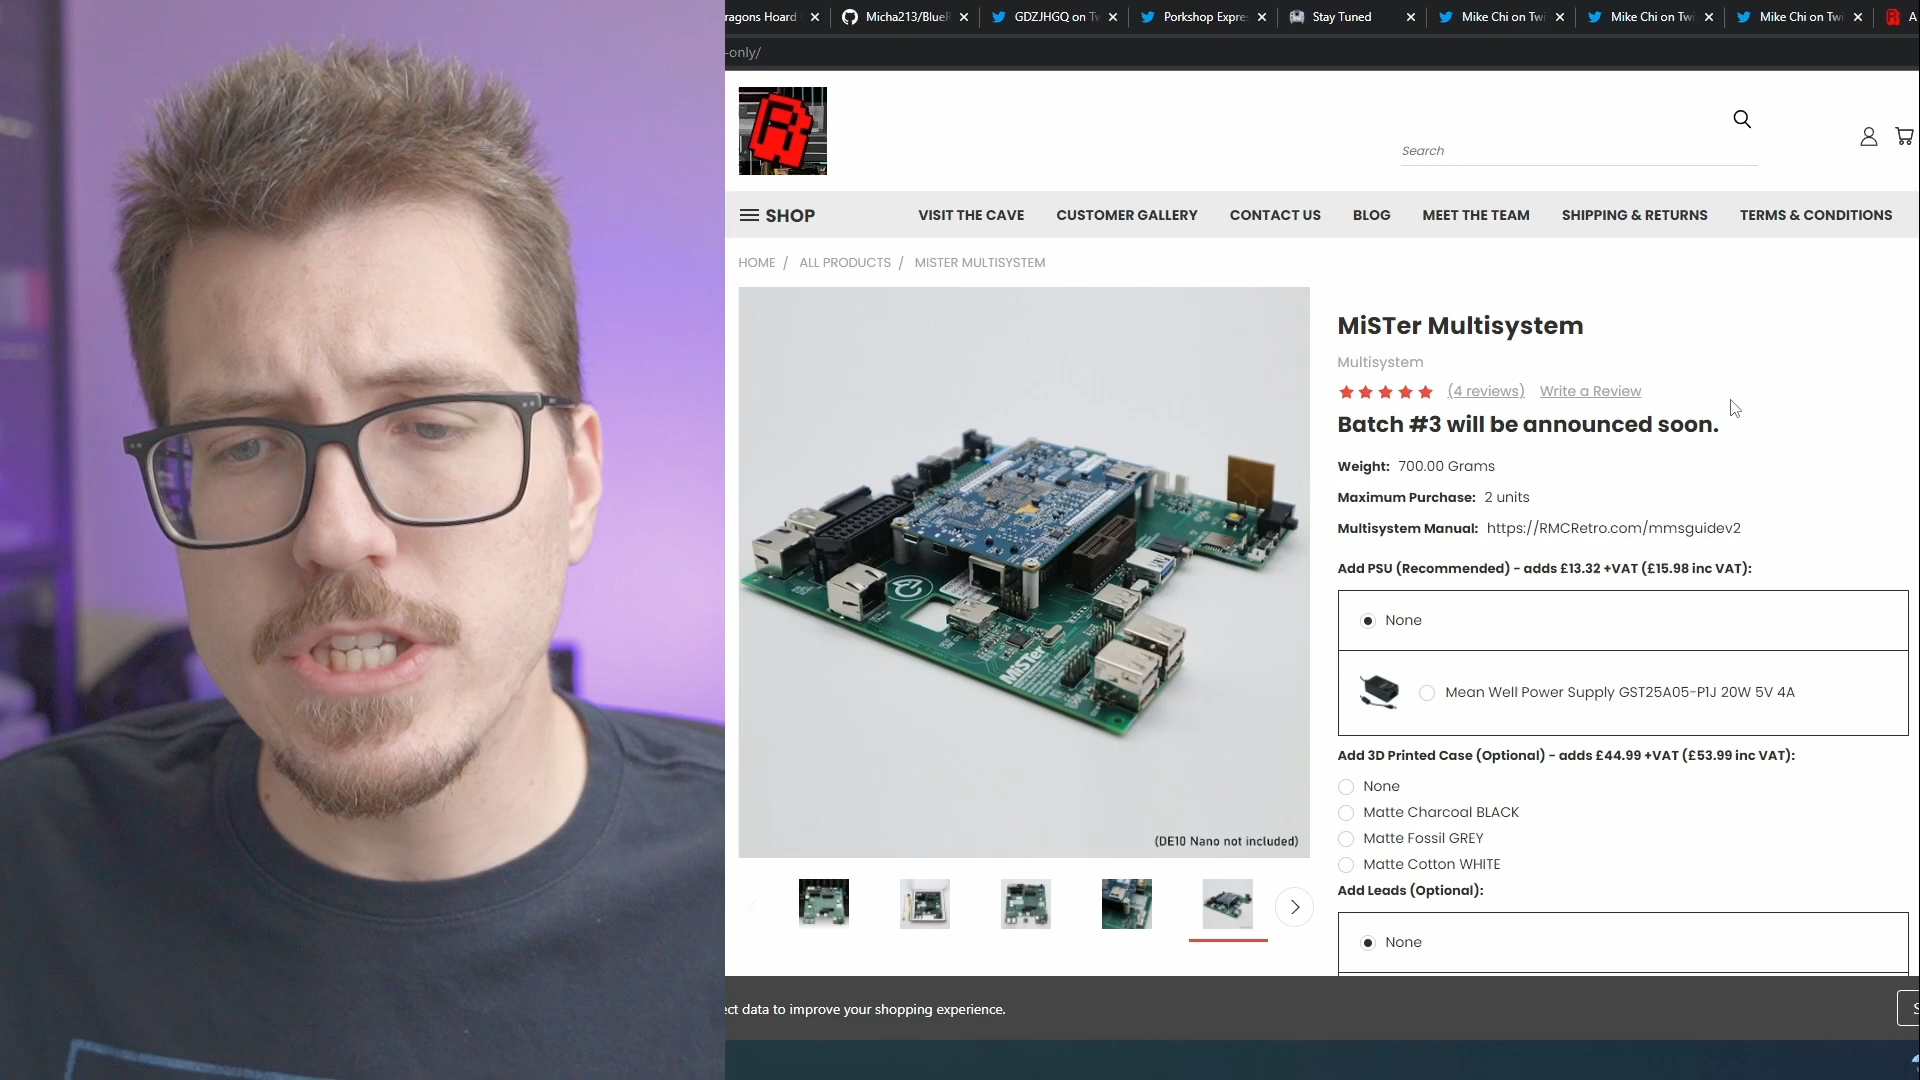 ragons Hoard
Micha213/Blue
GDZJHGQ on Tw
Porkshop Expre
Stay Tuned
Mike Chi on Twi
Mike Chi on Twi
Mike Chi on Twi
A
-only/
Search
SHOP
VISIT THE CAVE
CUSTOMER GALLERY
CONTACT US
BLOG
MEET THE TEAM
SHIPPING & RETURNS
TERMS & CONDITIONS
HOME / ALL PRODUCTS / MISTER MULTISYSTEM
MiSTer Multisystem
Multisystem
(4 reviews) Write a Review
Batch #3 will be announced soon.
Weight: 700.00 Grams
Maximum Purchase: 2 units
Multisystem Manual: https://RMCRetro.com/mmsguidev2
Add PSU (Recommended) - adds £13.32 +VAT (£15.98 inc VAT):
None
Mean Well Power Supply GST25A05-P1J 20W 5V 4A
Add 3D Printed Case (Optional) - adds £44.99 +VAT (£53.99 inc VAT):
None
Matte Charcoal BLACK
Matte Fossil GREY
Matte Cotton WHITE
Add Leads (Optional):
None
MiSTer
(DE10 Nano not included)
ect data to improve your shopping experience.
S